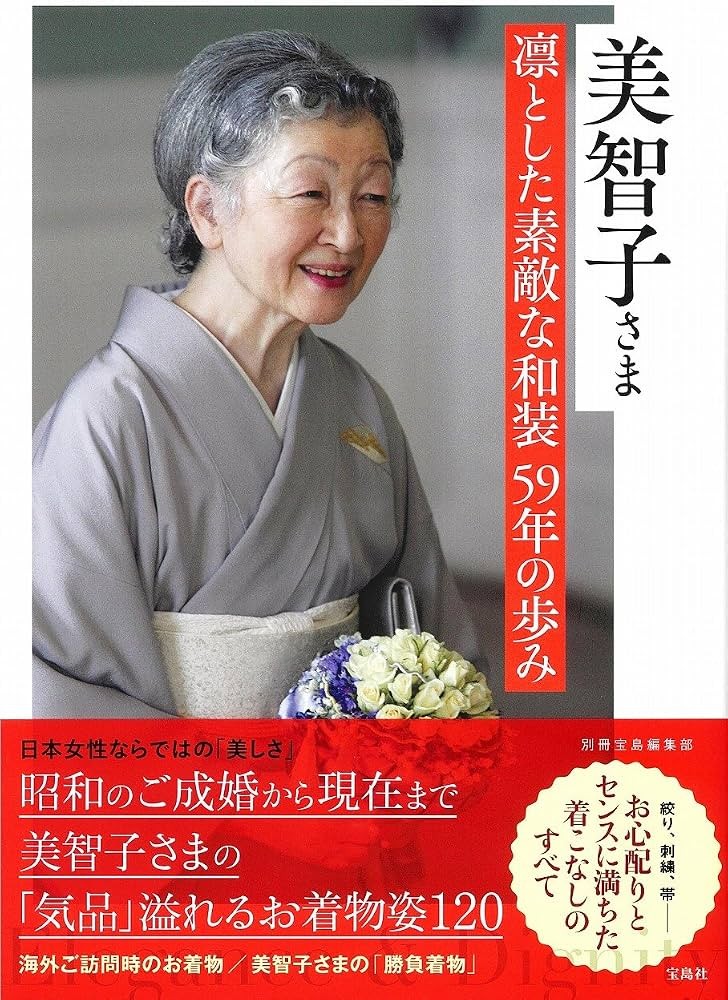 美智子さま
凛とした素敵な和装 59年の歩み
日本女性ならではの「美しさ」
昭和のご成婚から現在まで
美智子さまの
「気品」溢れるお着物姿120
海外ご訪問時のお着物／美智子さまの「勝負着物」
別冊宝島編集部
絞り、刺繍、帯――
お心配りと
センスに満ちた
着こなしの
すべて
Elegance & Dignity
宝島社